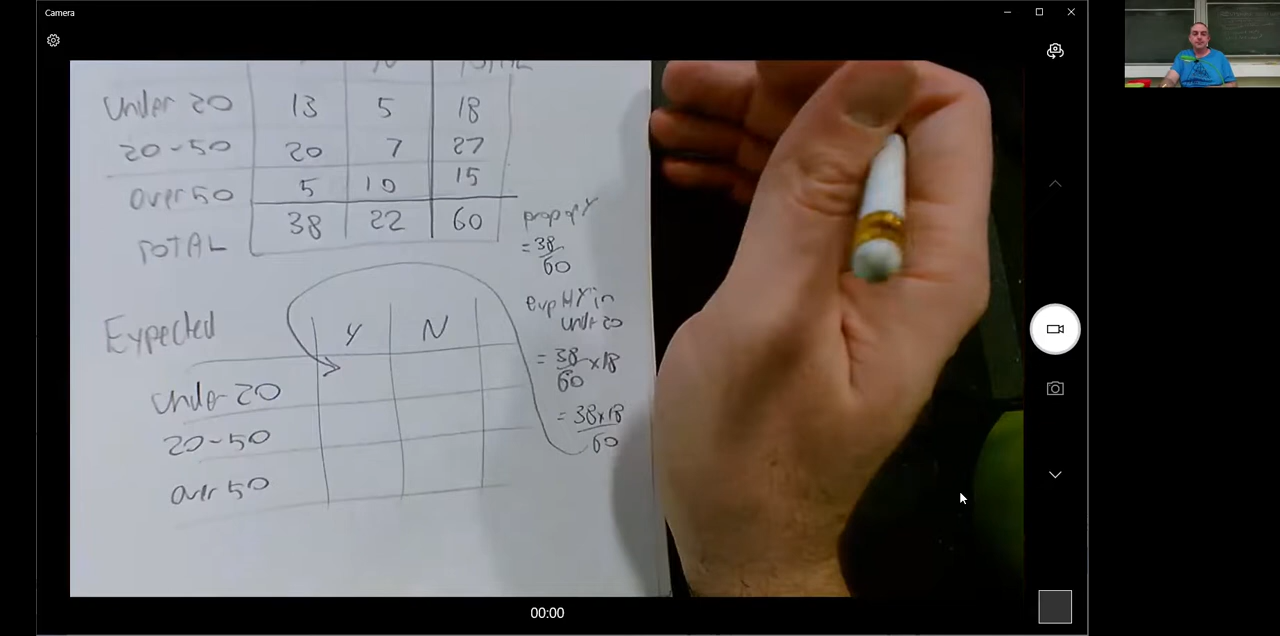 Camera
Y N TOTAL
Under 20 13 5 18
20-50 20 7 27
Over 50 5 10 15
TOTAL 38 22 60
prop of Y
= 38/60
exp # Y in
under 20
= 38/60 x 18
= 38x18/60
Expected Y N
Under 20
20-50
Over 50
00:00